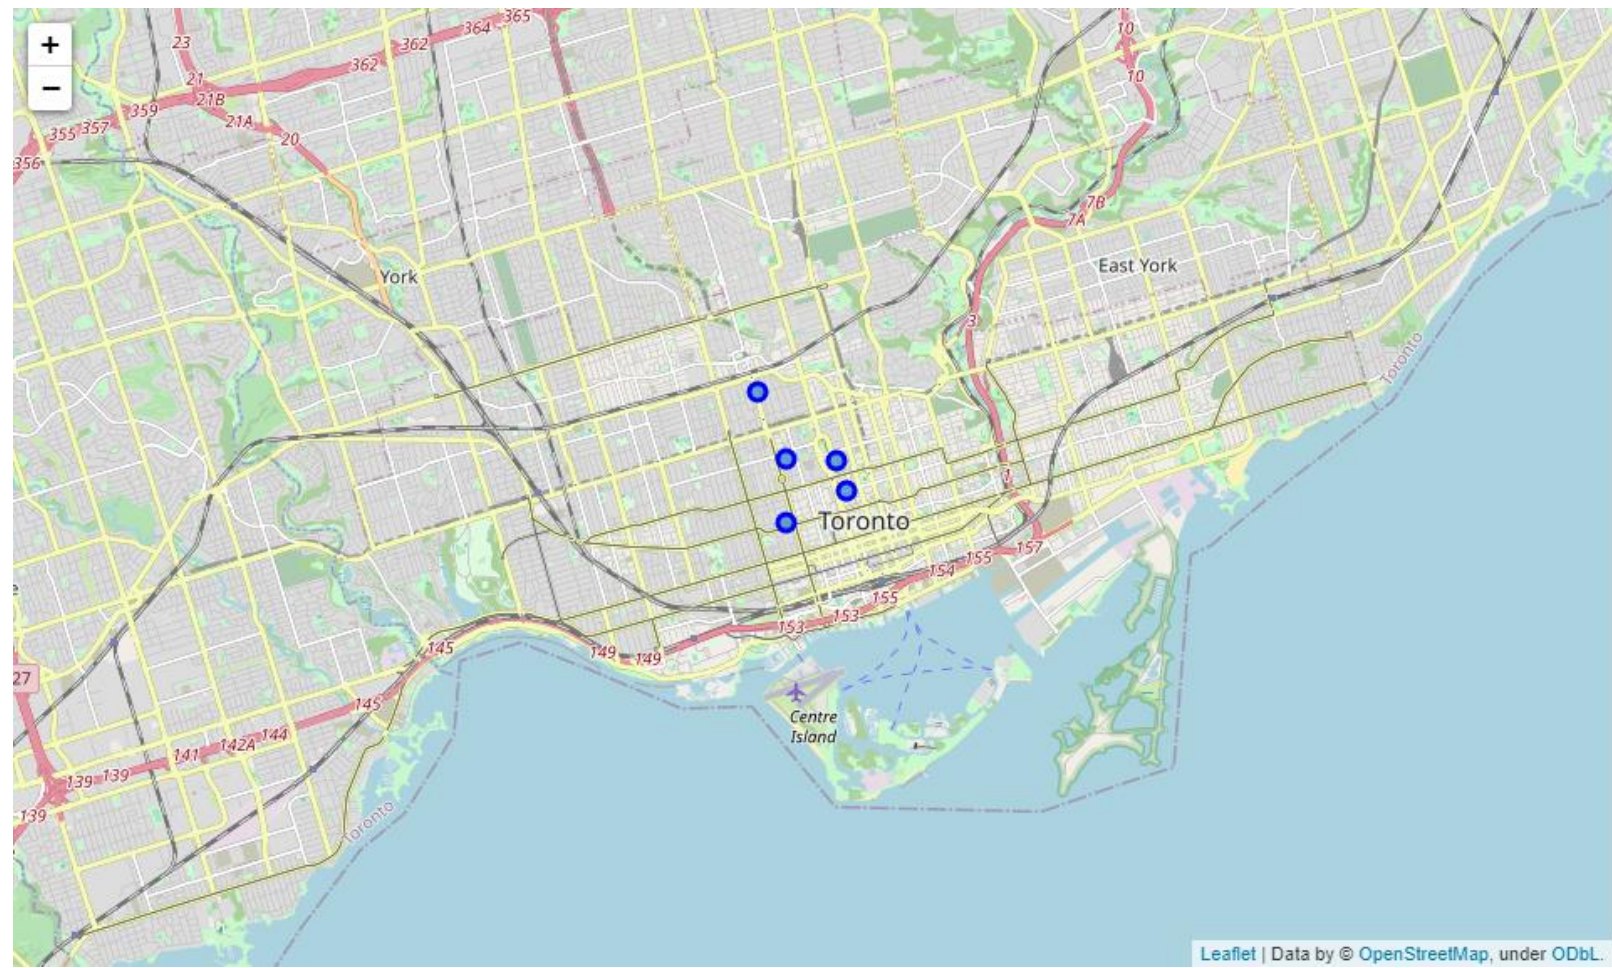 365
10
23
364
+
362
21
362
10
−
21B
359
21A
357
355
20
356
7B
7A
East York
York
3
Toronto
1
Toronto
157
155
154
155
153
153
145
149
149
27
Centre
Island
145
144
142A
141
139
139
139
Toronto
Leaflet | Data by © OpenStreetMap, under ODbL.